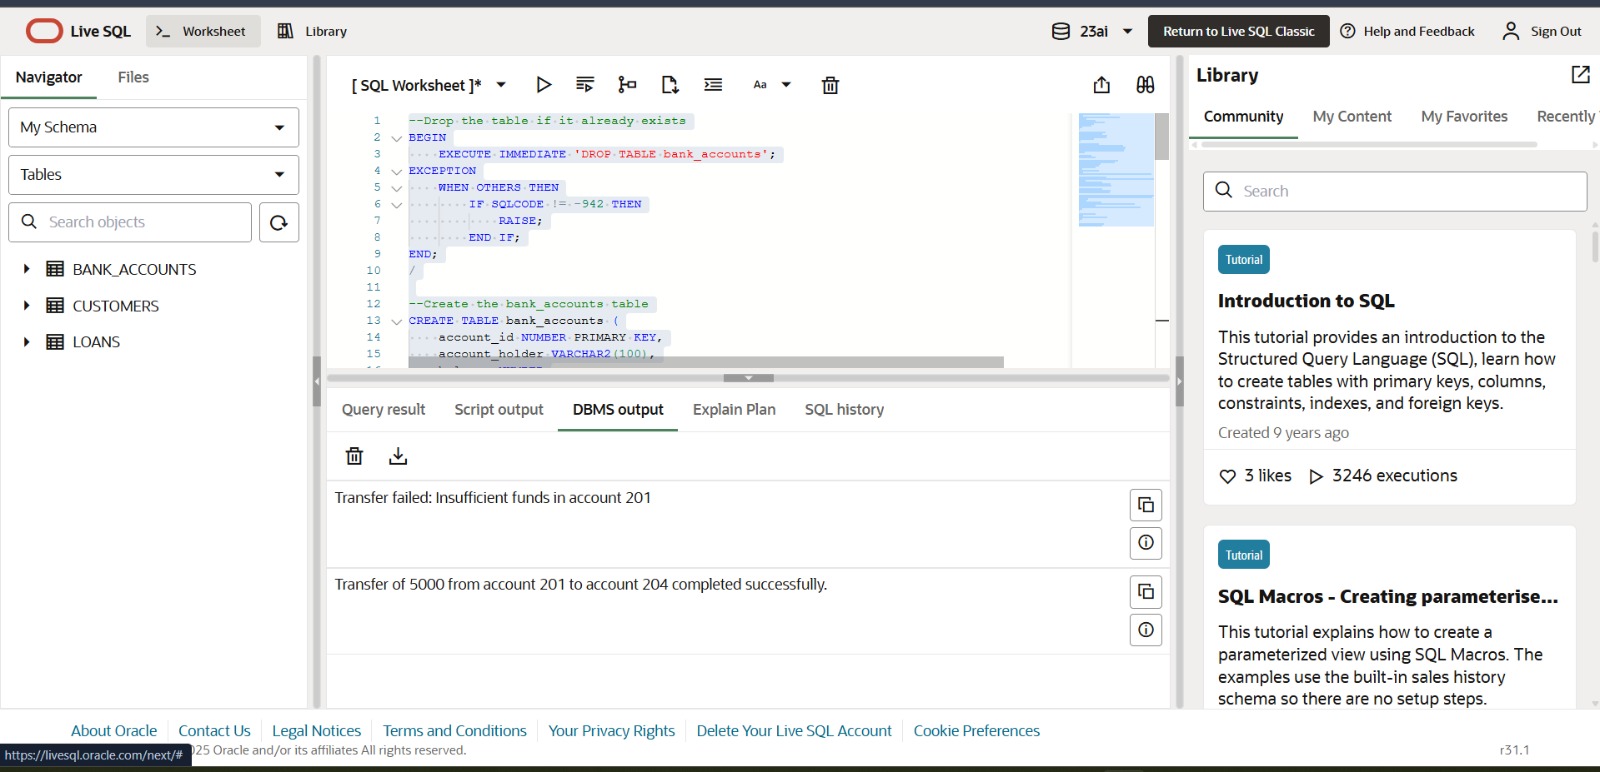 Live SQL
Worksheet
Library
23ai
Return to Live SQL Classic
Help and Feedback
Sign Out
Navigator
Files
My Schema
Tables
Search objects
BANK_ACCOUNTS
CUSTOMERS
LOANS
[ SQL Worksheet ]*
Aa
1 --Drop the table if it already exists
2 BEGIN
3 EXECUTE IMMEDIATE 'DROP TABLE bank_accounts';
4 EXCEPTION
5 WHEN OTHERS THEN
6 IF SQLCODE != -942 THEN
7 RAISE;
8 END IF;
9 END;
10 /
11
12 --Create the bank_accounts table
13 CREATE TABLE bank_accounts (
14 account_id NUMBER PRIMARY KEY,
15 account_holder VARCHAR2(100),
Query result
Script output
DBMS output
Explain Plan
SQL history
Transfer failed: Insufficient funds in account 201
Transfer of 5000 from account 201 to account 204 completed successfully.
Library
Community
My Content
My Favorites
Recently
Search
Tutorial
Introduction to SQL
This tutorial provides an introduction to the
Structured Query Language (SQL), learn how
to create tables with primary keys, columns,
constraints, indexes, and foreign keys.
Created 9 years ago
3 likes
3246 executions
Tutorial
SQL Macros - Creating parameterise...
This tutorial explains how to create a
parameterized view using SQL Macros. The
examples use the built-in sales history
schema so there are no setup steps.
About Oracle
Contact Us
Legal Notices
Terms and Conditions
Your Privacy Rights
Delete Your Live SQL Account
Cookie Preferences
https://livesql.oracle.com/next/#
25 Oracle and/or its affiliates All rights reserved.
r31.1